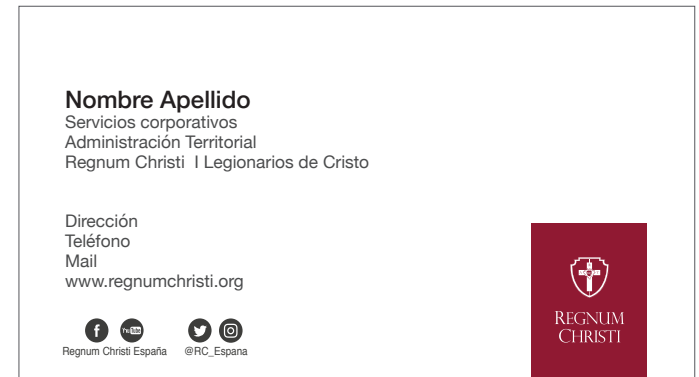 Nombre Apellido
Servicios corporativos
Administración Territorial
Regnum Christi I Legionarios de Cristo
Dirección
Teléfono
Mail
www.regnumchristi.org
f YouTube
Regnum Christi España @RC_Espana
REGNUM
CHRISTI